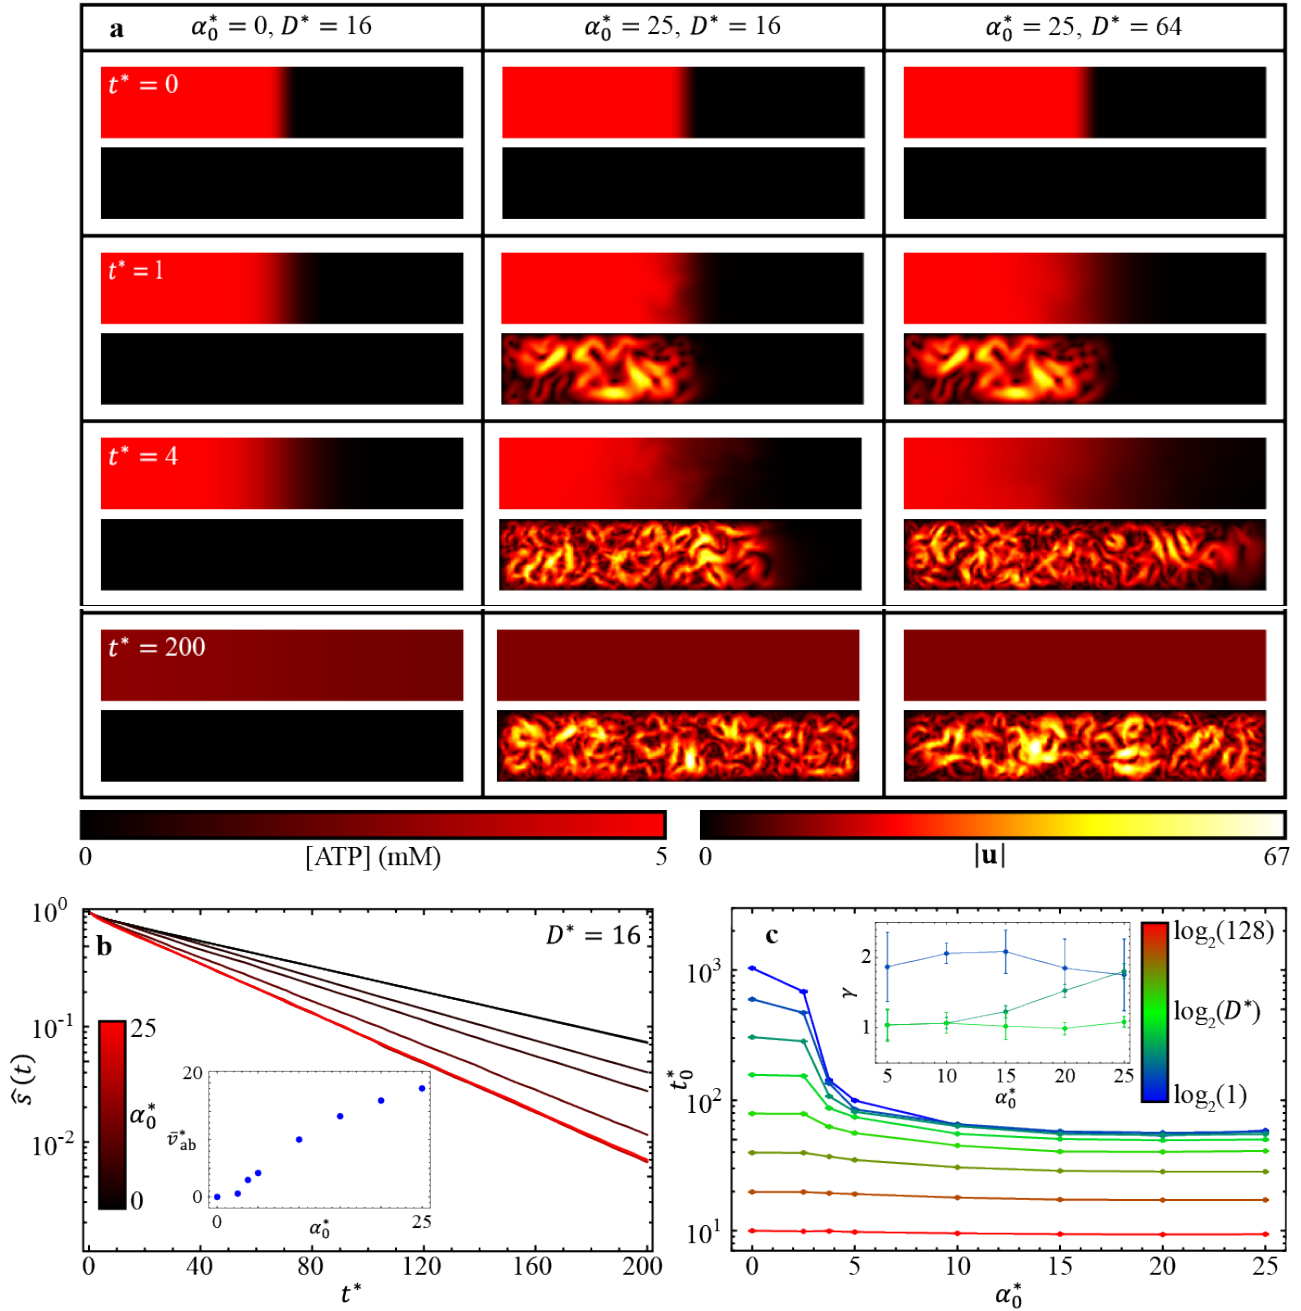 a
α₀* = 0, D* = 16
α₀* = 25, D* = 16
α₀* = 25, D* = 64
t* = 0
t* = 1
t* = 4
t* = 200
0
[ATP] (mM)
5
0
|u|
67
b
D* = 16
10⁰
10⁻¹
10⁻²
ŝ(t)
25
α₀*
0
20
v̄*ab
0
0
α₀*
25
0
40
80
120
160
200
t*
c
10³
10²
10¹
t₀*
2
γ
1
5
10
15
20
25
α₀*
log₂(128)
log₂(D*)
log₂(1)
0
5
10
15
20
25
α₀*